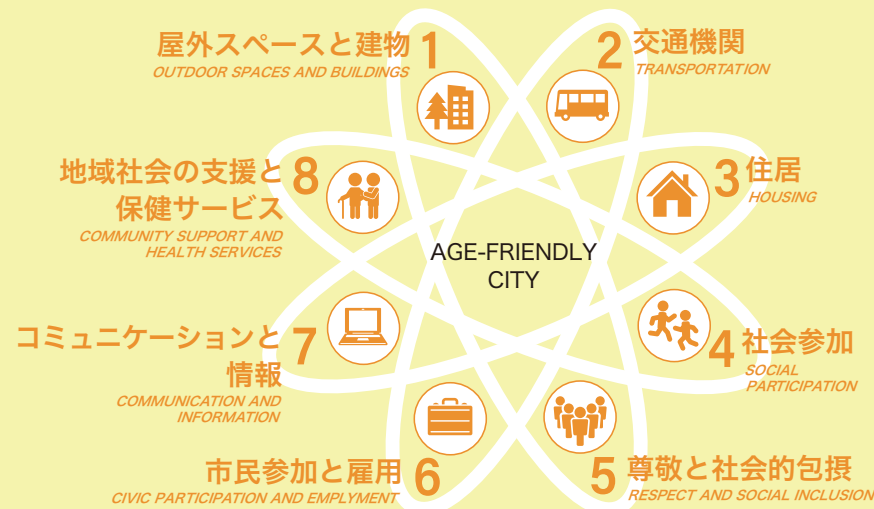 屋外スペースと建物 1
OUTDOOR SPACES AND BUILDINGS
2 交通機関
TRANSPORTATION
3 住居
HOUSING
4 社会参加
SOCIAL
PARTICIPATION
5 尊敬と社会的包摂
RESPECT AND SOCIAL INCLUSION
市民参加と雇用 6
CIVIC PARTICIPATION AND EMPLYMENT
コミュニケーションと 7
情報
COMMUNICATION AND
INFORMATION
地域社会の支援と 8
保健サービス
COMMUNITY SUPPORT AND
HEALTH SERVICES
AGE-FRIENDLY
CITY